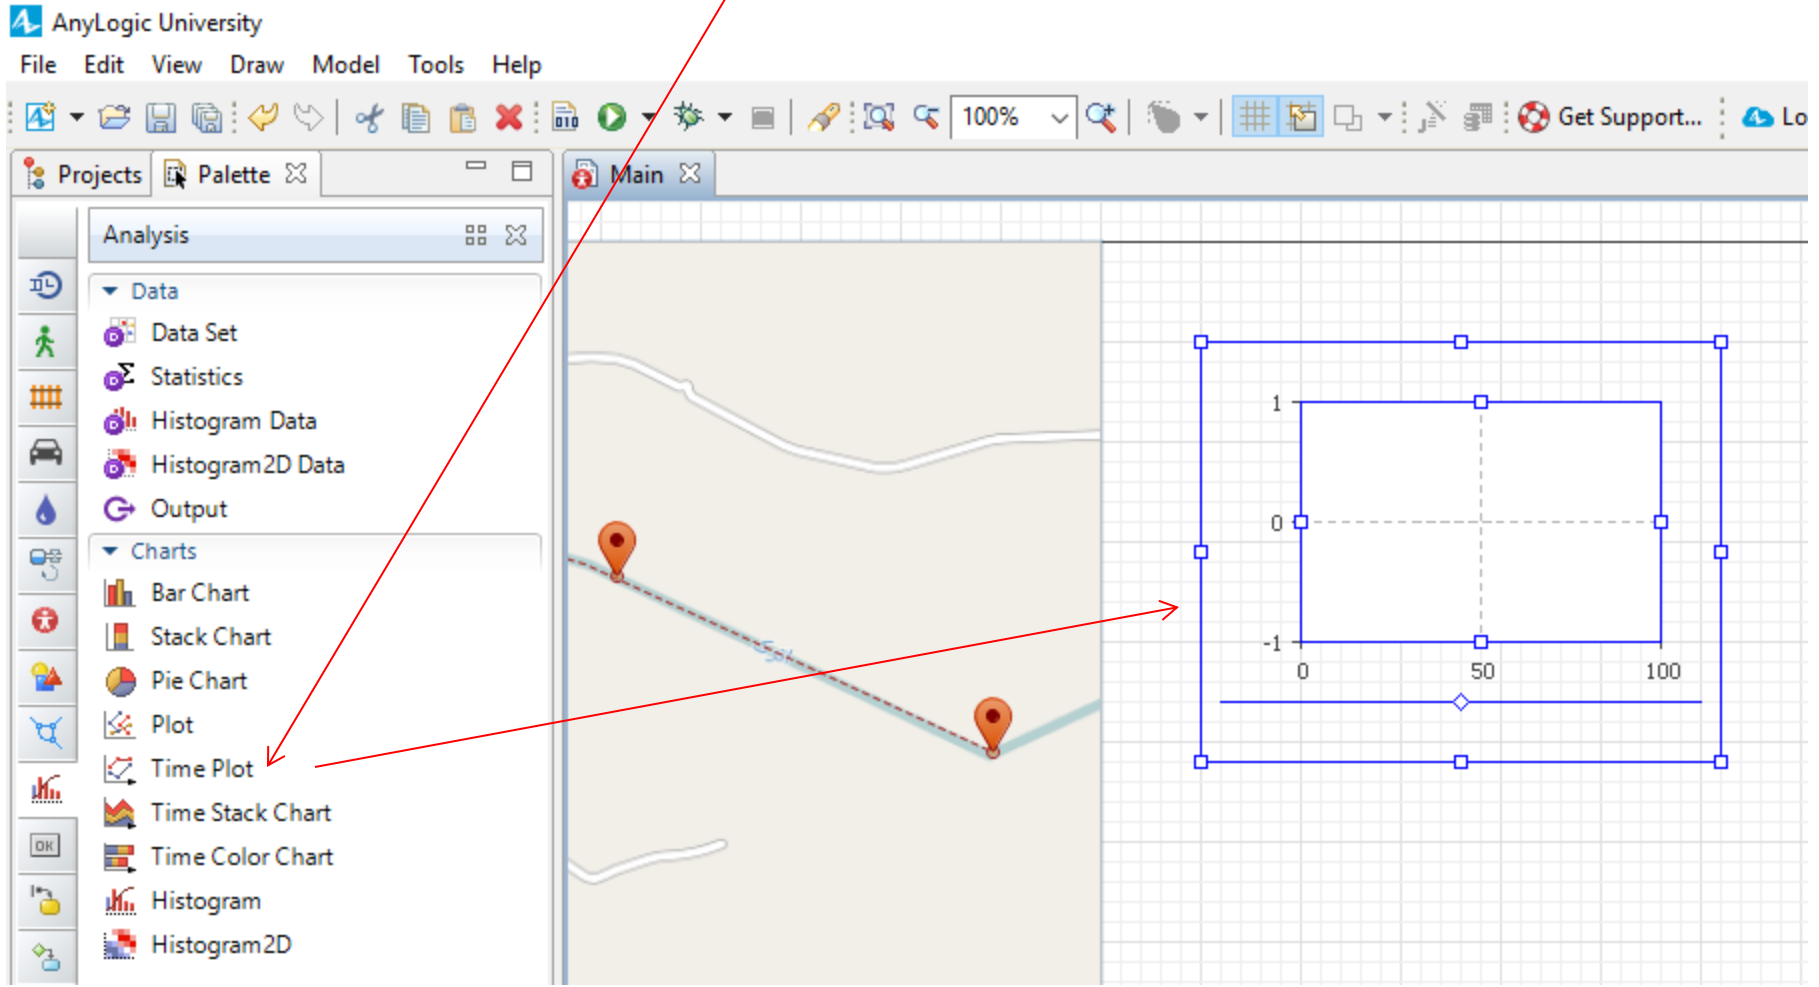 AnyLogic University
File Edit View Draw Model Tools Help
010 100% Get Support... Lo
Projects Palette Main
Analysis
Data
Data Set
Statistics
Histogram Data
Histogram2D Data
Output
Charts
Bar Chart
Stack Chart
Pie Chart
Plot
Time Plot
Time Stack Chart
Time Color Chart
Histogram
Histogram2D
OK
1
0
-1
0 50 100